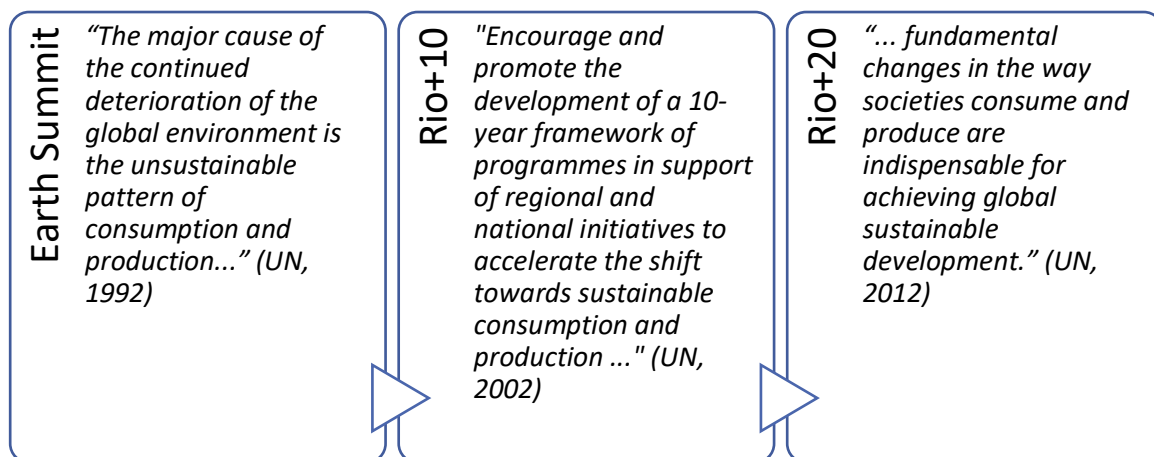 Earth Summit
“The major cause of
the continued
deterioration of the
global environment is
the unsustainable
pattern of
consumption and
production...” (UN,
1992)
Rio+10
"Encourage and
promote the
development of a 10-
year framework of
programmes in support
of regional and
national initiatives to
accelerate the shift
towards sustainable
consumption and
production ..." (UN,
2002)
Rio+20
“... fundamental
changes in the way
societies consume and
produce are
indispensable for
achieving global
sustainable
development.” (UN,
2012)